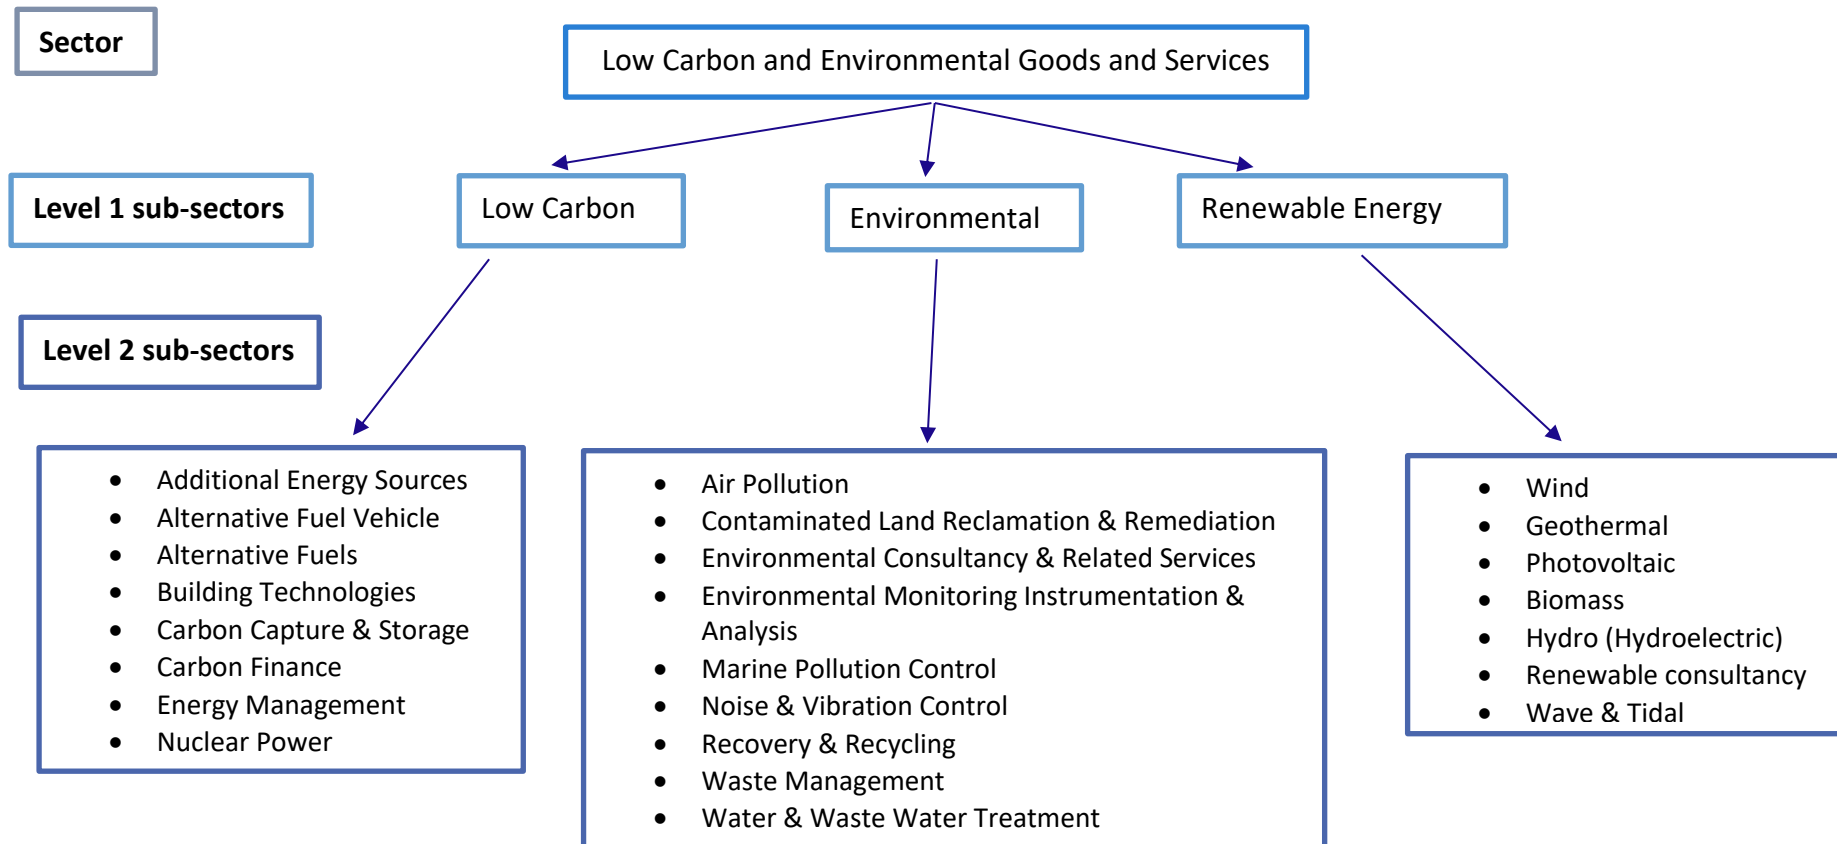 Sector
Low Carbon and Environmental Goods and Services
Level 1 sub-sectors
Low Carbon
Environmental
Renewable Energy
Level 2 sub-sectors
• Additional Energy Sources
• Alternative Fuel Vehicle
• Alternative Fuels
• Building Technologies
• Carbon Capture & Storage
• Carbon Finance
• Energy Management
• Nuclear Power
• Air Pollution
• Contaminated Land Reclamation & Remediation
• Environmental Consultancy & Related Services
• Environmental Monitoring Instrumentation &
Analysis
• Marine Pollution Control
• Noise & Vibration Control
• Recovery & Recycling
• Waste Management
• Water & Waste Water Treatment
• Wind
• Geothermal
• Photovoltaic
• Biomass
• Hydro (Hydroelectric)
• Renewable consultancy
• Wave & Tidal